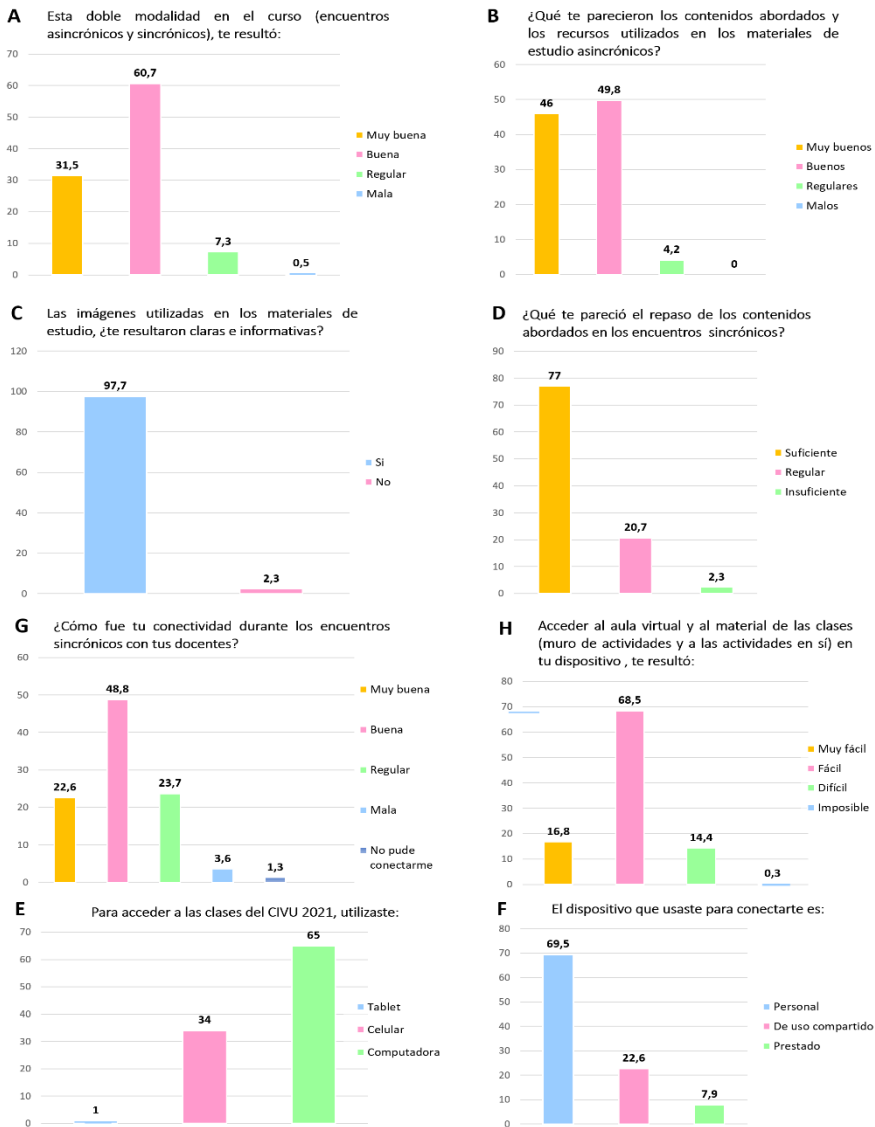 A
Esta doble modalidad en el curso (encuentros
asincrónicos y sincrónicos), te resultó:
70
60
50
40
30
20
10
0
31,5
60,7
7,3
0,5
Muy buena
Buena
Regular
Mala
B
¿Qué te parecieron los contenidos abordados y
los recursos utilizados en los materiales de
estudio asincrónicos?
60
50
40
30
20
10
0
46
49,8
4,2
0
Muy buenos
Buenos
Regulares
Malos
C
Las imágenes utilizadas en los materiales de
estudio, ¿te resultaron claras e informativas?
120
100
80
60
40
20
0
97,7
2,3
Si
No
D
¿Qué te pareció el repaso de los contenidos
abordados en los encuentros sincrónicos?
90
80
70
60
50
40
30
20
10
0
77
20,7
2,3
Suficiente
Regular
Insuficiente
G
¿Cómo fue tu conectividad durante los encuentros
sincrónicos con tus docentes?
60
50
40
30
20
10
0
22,6
48,8
23,7
3,6
1,3
Muy buena
Buena
Regular
Mala
No pude
conectarme
H
Acceder al aula virtual y al material de las clases
(muro de actividades y a las actividades en sí) en
tu dispositivo , te resultó:
80
70
60
50
40
30
20
10
0
16,8
68,5
14,4
0,3
Muy fácil
Fácil
Difícil
Imposible
E
Para acceder a las clases del CIVU 2021, utilizaste:
70
60
50
40
30
20
10
0
1
34
65
Tablet
Celular
Computadora
F
El dispositivo que usaste para conectarte es:
80
70
60
50
40
30
20
10
0
69,5
22,6
7,9
Personal
De uso compartido
Prestado